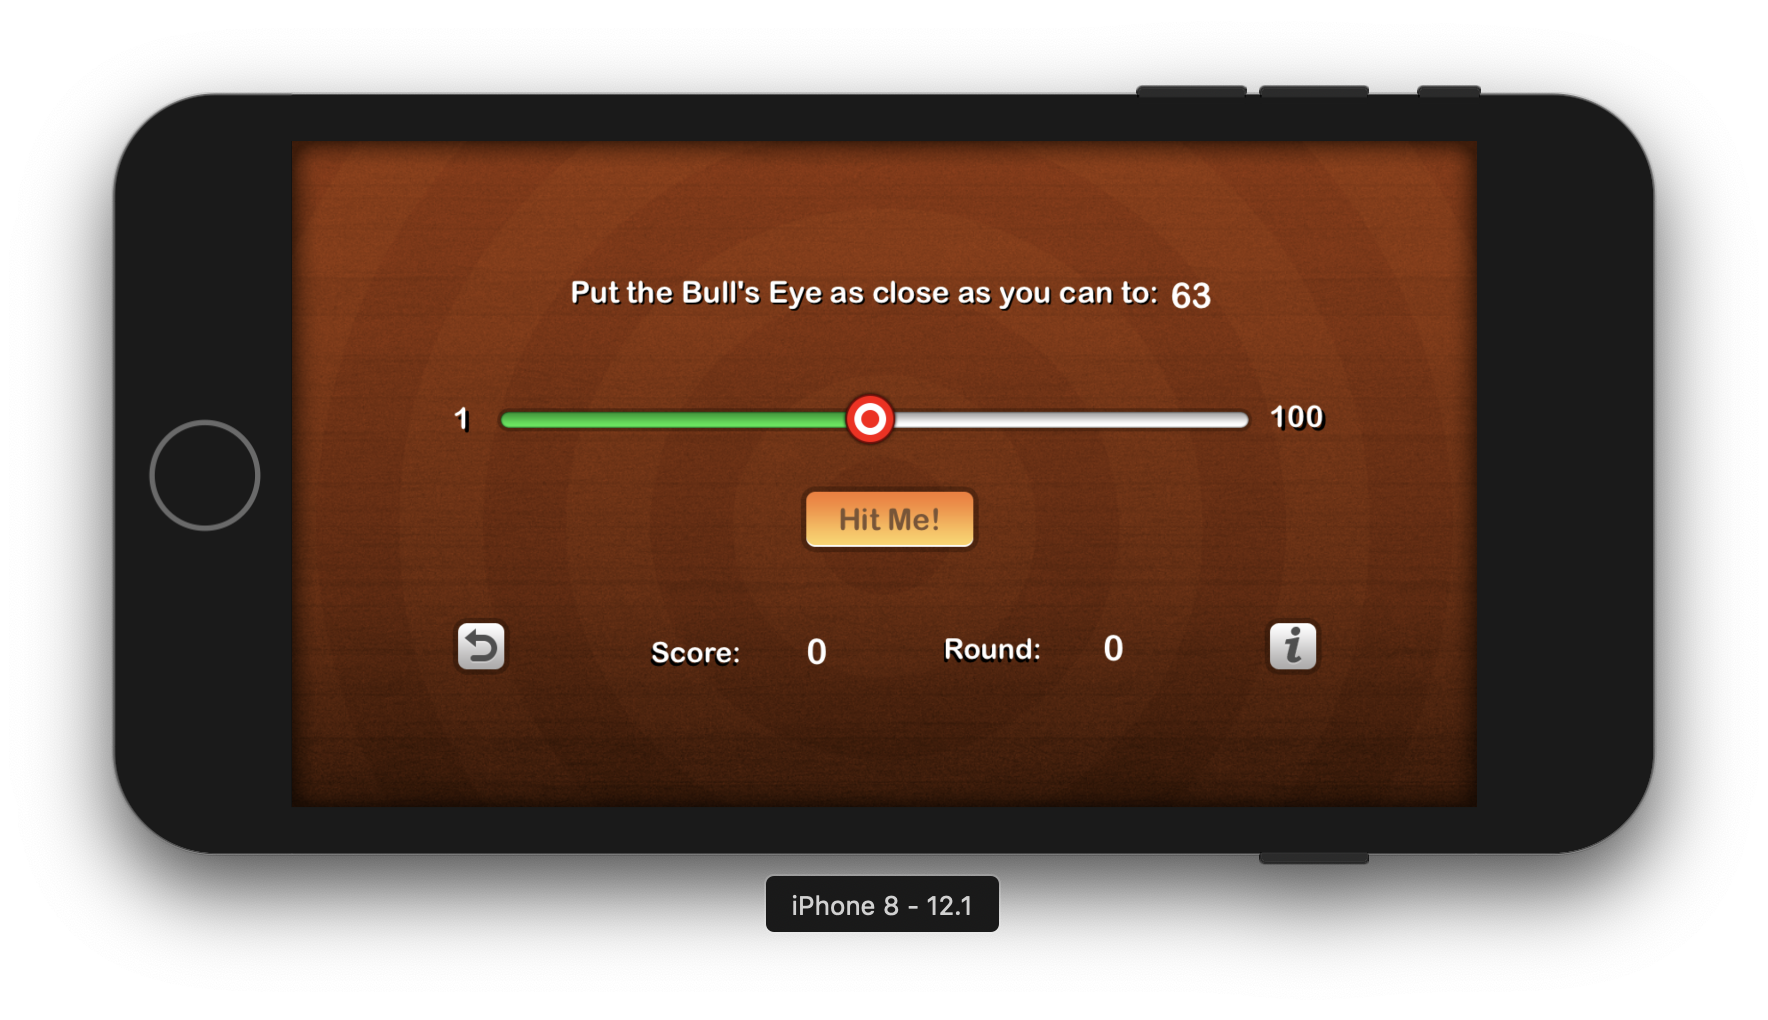 Put the Bull's Eye as close as you can to: 63
1 100
Hit Me!
Score: 0 Round: 0 i
iPhone 8 - 12.1